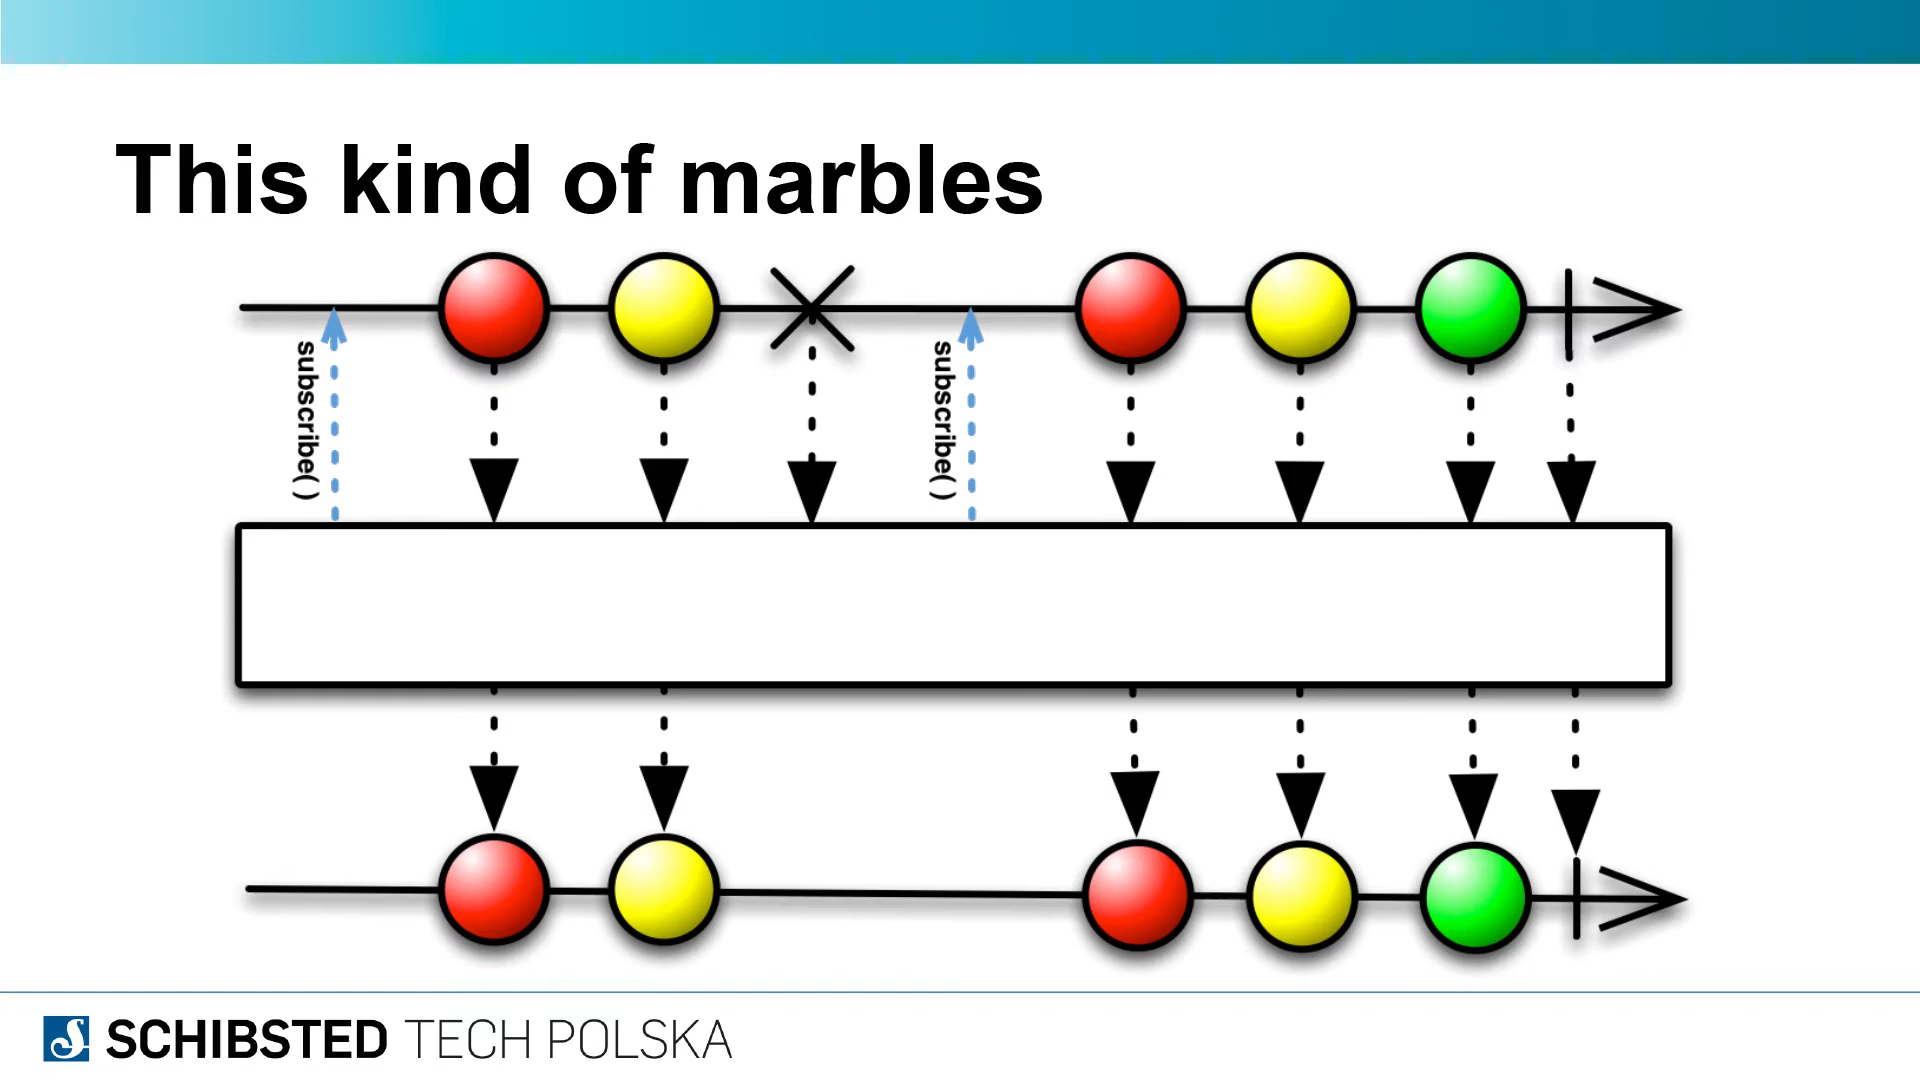 This kind of marbles
subscribe( )
subscribe( )
SCHIBSTED TECH POLSKA